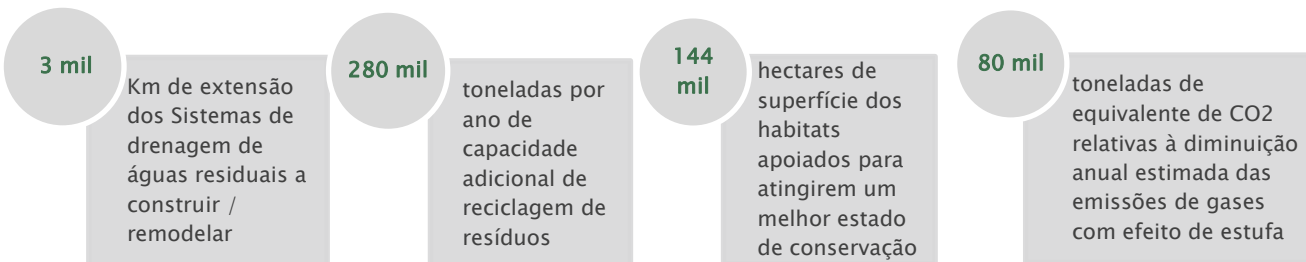 3 mil
Km de extensão
dos Sistemas de
drenagem de
águas residuais a
construir /
remodelar
280 mil
toneladas por
ano de
capacidade
adicional de
reciclagem de
resíduos
144
mil
hectares de
superfície dos
habitats
apoiados para
atingirem um
melhor estado
de conservação
80 mil
toneladas de
equivalente de CO2
relativas à diminuição
anual estimada das
emissões de gases
com efeito de estufa